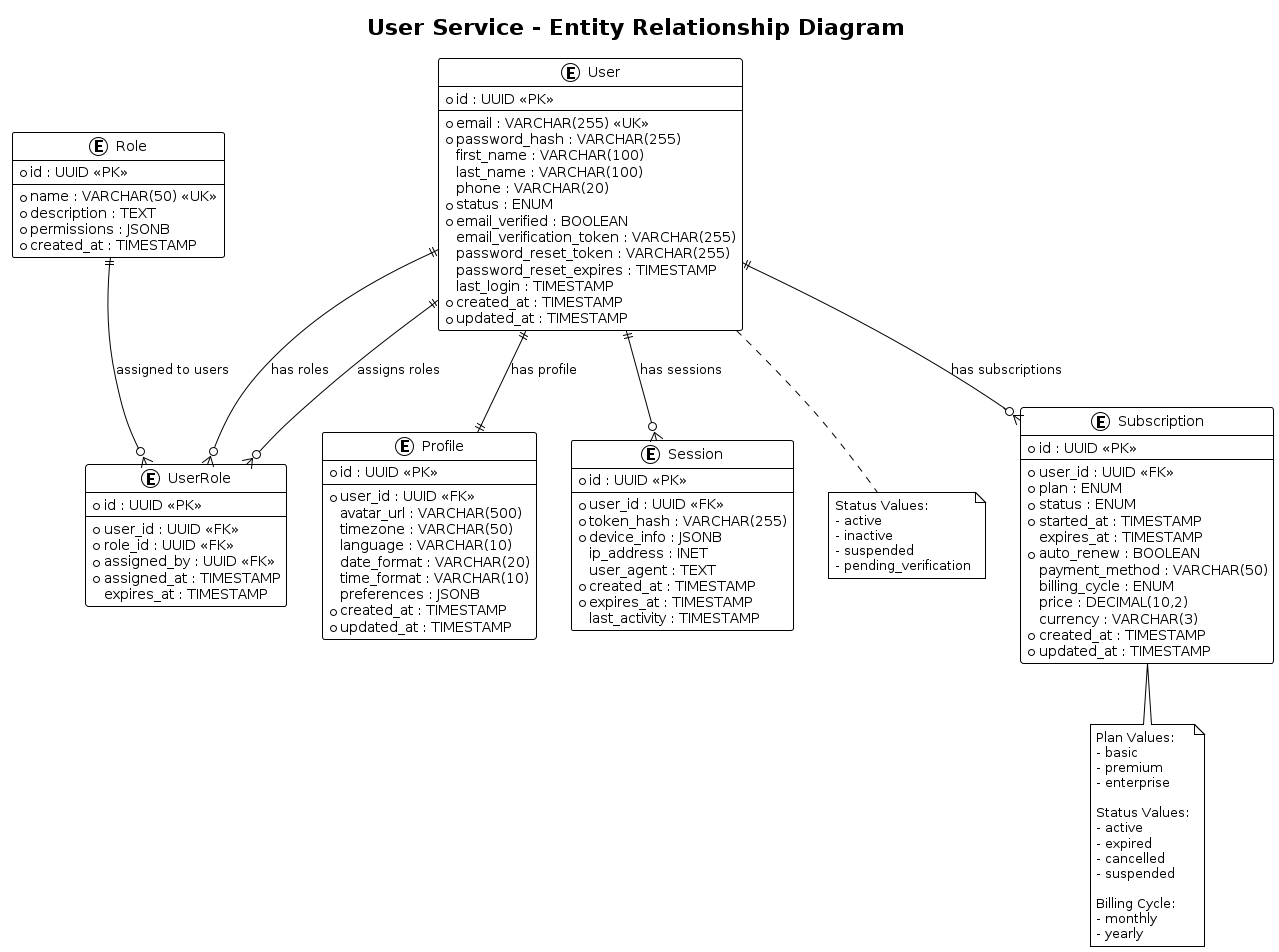 User Service - Entity Relationship Diagram
E User
id : UUID «PK»
email : VARCHAR(255) «UK»
password_hash : VARCHAR(255)
first_name : VARCHAR(100)
last_name : VARCHAR(100)
phone : VARCHAR(20)
status : ENUM
email_verified : BOOLEAN
email_verification_token : VARCHAR(255)
password_reset_token : VARCHAR(255)
password_reset_expires : TIMESTAMP
last_login : TIMESTAMP
created_at : TIMESTAMP
updated_at : TIMESTAMP
E Role
id : UUID «PK»
name : VARCHAR(50) «UK»
description : TEXT
permissions : JSONB
created_at : TIMESTAMP
assigned to users
has roles
assigns roles
has profile
has sessions
has subscriptions
E UserRole
id : UUID «PK»
user_id : UUID «FK»
role_id : UUID «FK»
assigned_by : UUID «FK»
assigned_at : TIMESTAMP
expires_at : TIMESTAMP
E Profile
id : UUID «PK»
user_id : UUID «FK»
avatar_url : VARCHAR(500)
timezone : VARCHAR(50)
language : VARCHAR(10)
date_format : VARCHAR(20)
time_format : VARCHAR(10)
preferences : JSONB
created_at : TIMESTAMP
updated_at : TIMESTAMP
E Session
id : UUID «PK»
user_id : UUID «FK»
token_hash : VARCHAR(255)
device_info : JSONB
ip_address : INET
user_agent : TEXT
created_at : TIMESTAMP
expires_at : TIMESTAMP
last_activity : TIMESTAMP
Status Values:
- active
- inactive
- suspended
- pending_verification
E Subscription
id : UUID «PK»
user_id : UUID «FK»
plan : ENUM
status : ENUM
started_at : TIMESTAMP
expires_at : TIMESTAMP
auto_renew : BOOLEAN
payment_method : VARCHAR(50)
billing_cycle : ENUM
price : DECIMAL(10,2)
currency : VARCHAR(3)
created_at : TIMESTAMP
updated_at : TIMESTAMP
Plan Values:
- basic
- premium
- enterprise
Status Values:
- active
- expired
- cancelled
- suspended
Billing Cycle:
- monthly
- yearly